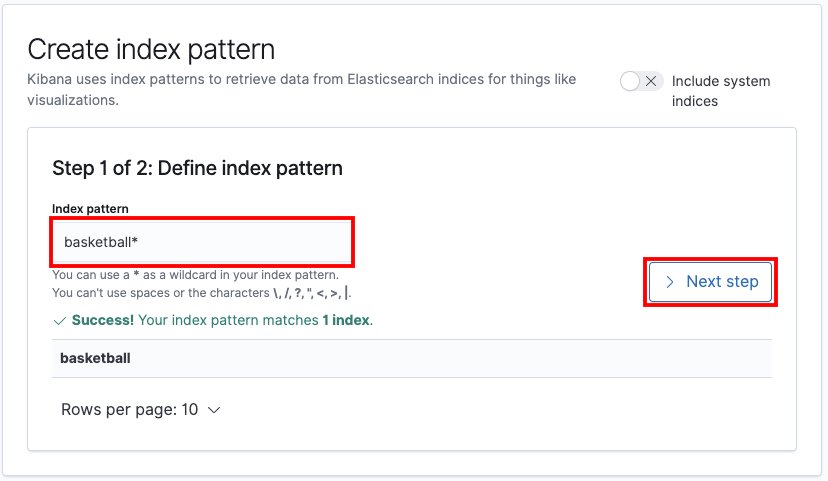 Create index pattern
Kibana uses index patterns to retrieve data from Elasticsearch indices for things like
visualizations.
Include system
indices
Step 1 of 2: Define index pattern
Index pattern
basketball*
You can use a * as a wildcard in your index pattern.
You can't use spaces or the characters \, /, ?, ", <, >, |.
Next step
Success! Your index pattern matches 1 index.
basketball
Rows per page: 10